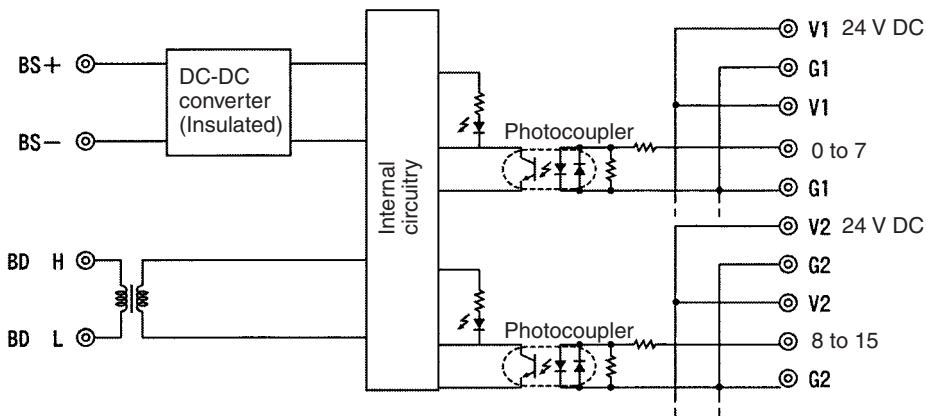 BS+
BS−
DC-DC
converter
(Insulated)
BD H
BD L
Internal
circuitry
Photocoupler
V1 24 V DC
G1
V1
0 to 7
G1
Photocoupler
V2 24 V DC
G2
V2
8 to 15
G2